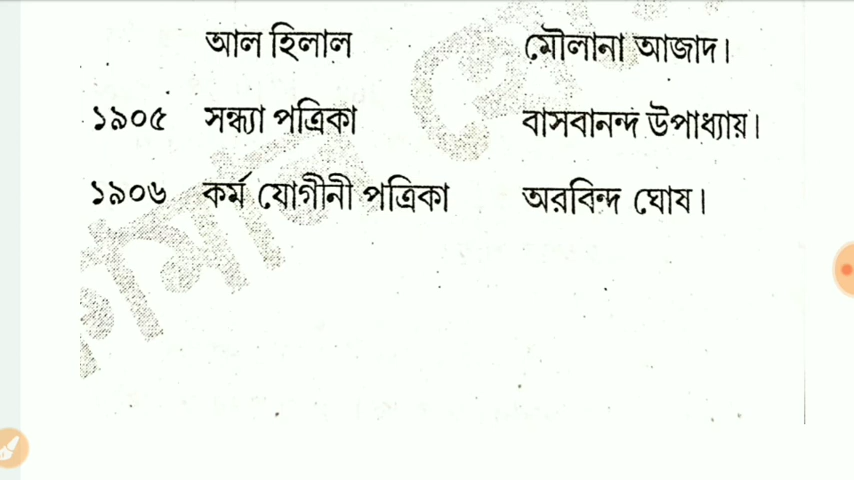 আল হিলাল মৌলানা আজাদ।
১৯০৫ সন্ধ্যা পত্রিকা বাসবানন্দ উপাধ্যায়।
১৯০৬ কর্ম যোগীনী পত্রিকা অরবিন্দ ঘোষ।